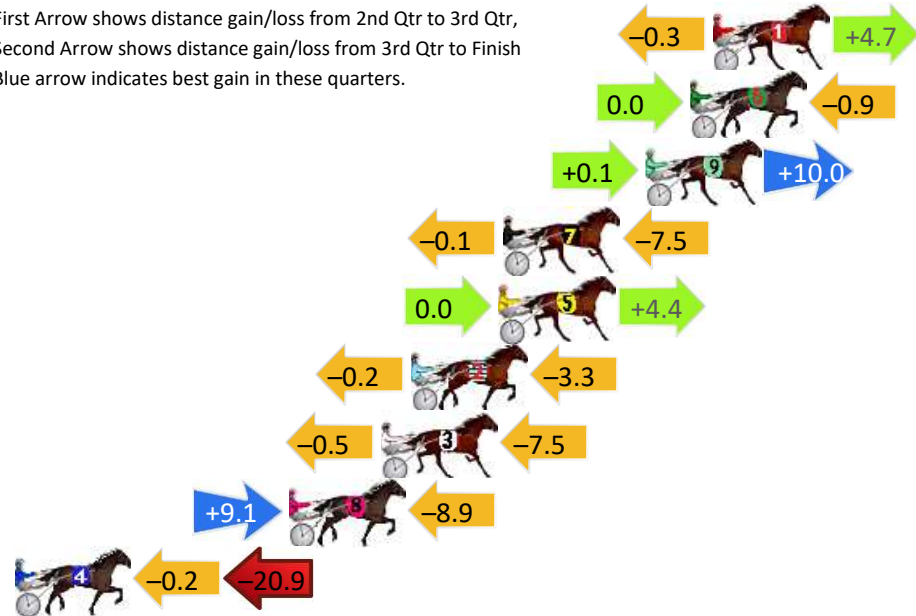 First Arrow shows distance gain/loss from 2nd Qtr to 3rd Qtr,
Second Arrow shows distance gain/loss from 3rd Qtr to Finish
Blue arrow indicates best gain in these quarters.
–0.3 1 +4.7
0.0 6 –0.9
+0.1 9 +10.0
–0.1 7 –7.5
0.0 5 +4.4
–0.2 2 –3.3
–0.5 3 –7.5
+9.1 8 –8.9
4 –0.2 –20.9